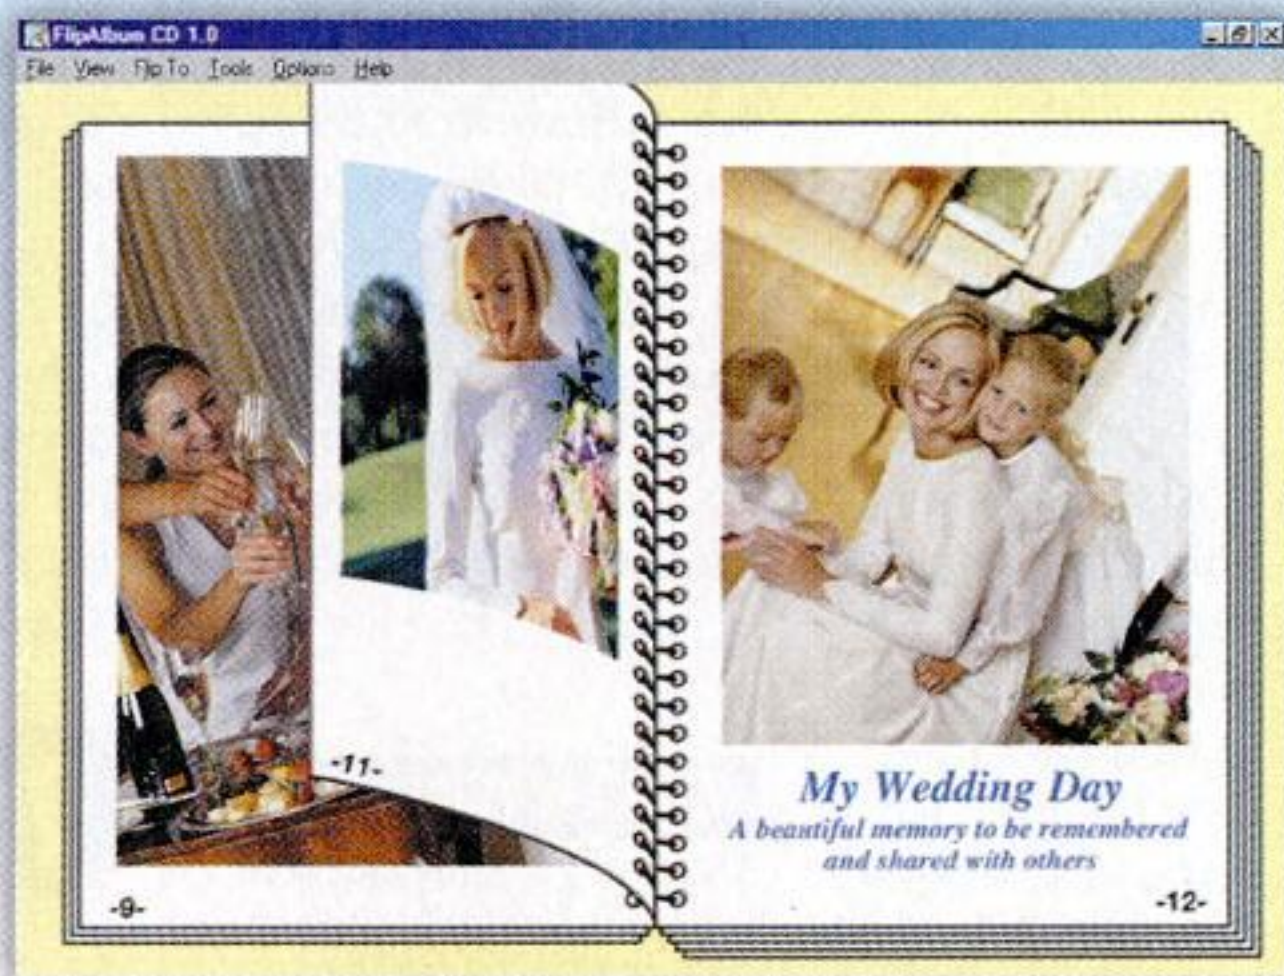 FlipAlbum CD 1.0
File View Flip To Tools Options Help
-11-
-9-
My Wedding Day
A beautiful memory to be remembered
and shared with others
-12-